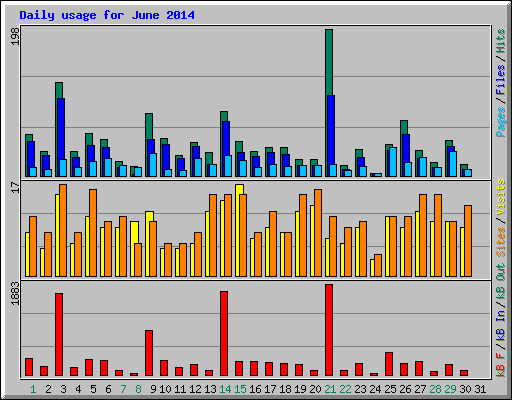 Daily usage for June 2014
198
17
1883
Pages / Files / Hits
Sites / Visits
kB F / kB In / kB Out
1 2 3 4 5 6 7 8 9 10 11 12 13 14 15 16 17 18 19 20 21 22 23 24 25 26 27 28 29 30 31